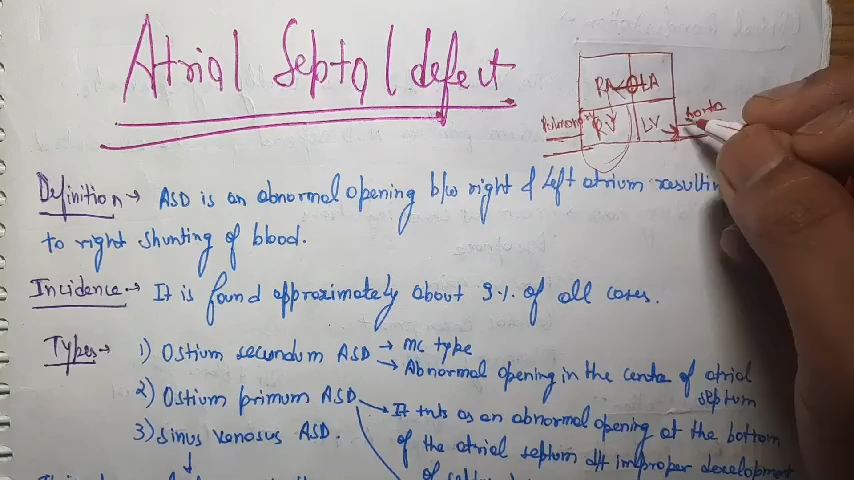 Atrial Septal defect
RA LA
Pulmonary RV LV Aorta
Definition → ASD is an abnormal opening b/w right & left atrium resultin
to right shunting of blood.
Incidence → It is found approximately about 9% of all cases.
Types → 1) Ostium secundum ASD → mc type
→ Abnormal opening in the center of atrial
septum
2) Ostium primum ASD → It as an abnormal opening at the bottom
3) Sinus venosus ASD. of the atrial septum d/t improper development
of